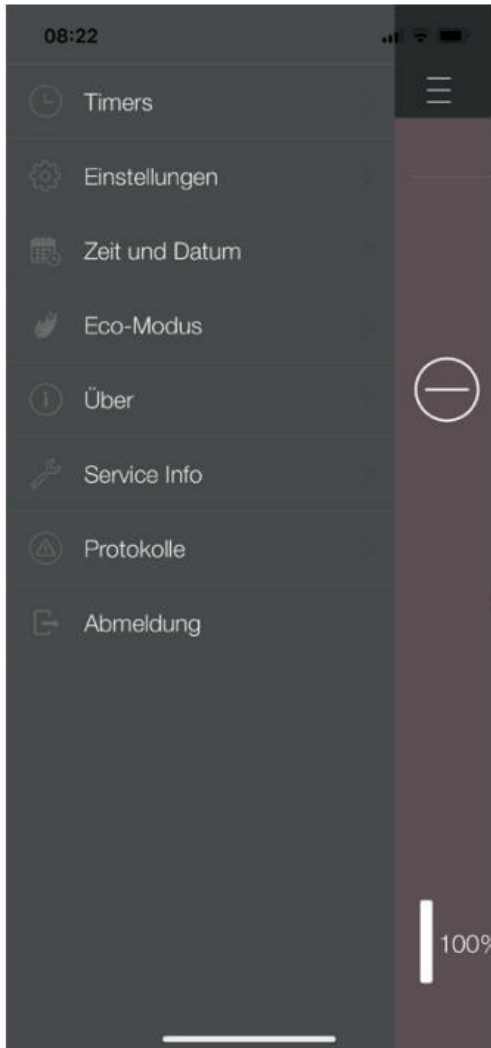 08:22
Timers
Einstellungen
Zeit und Datum
Eco-Modus
Über
Service Info
Protokolle
Abmeldung
100%